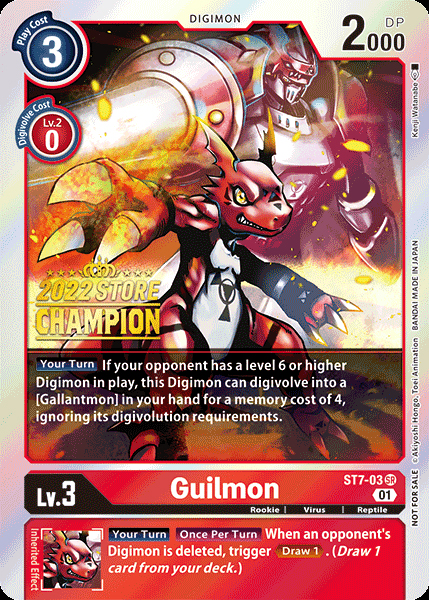 DIGIMON
Play Cost
3
2000
DP
Digivolve Cost
Lv.2
0
Kenji Watanabe
2022 STORE
CHAMPION
Your Turn If your opponent has a level 6 or higher
Digimon in play, this Digimon can digivolve into a
[Gallantmon] in your hand for a memory cost of 4,
ignoring its digivolution requirements.
NOT FOR SALE © Akiyoshi Hongo, Toei Animation BANDAI MADE IN JAPAN
Lv.3
Guilmon
ST7-03 SR
01
Rookie | Virus | Reptile
Inherited Effect
Your Turn Once Per Turn When an opponent's
Digimon is deleted, trigger Draw 1 . (Draw 1
card from your deck.)